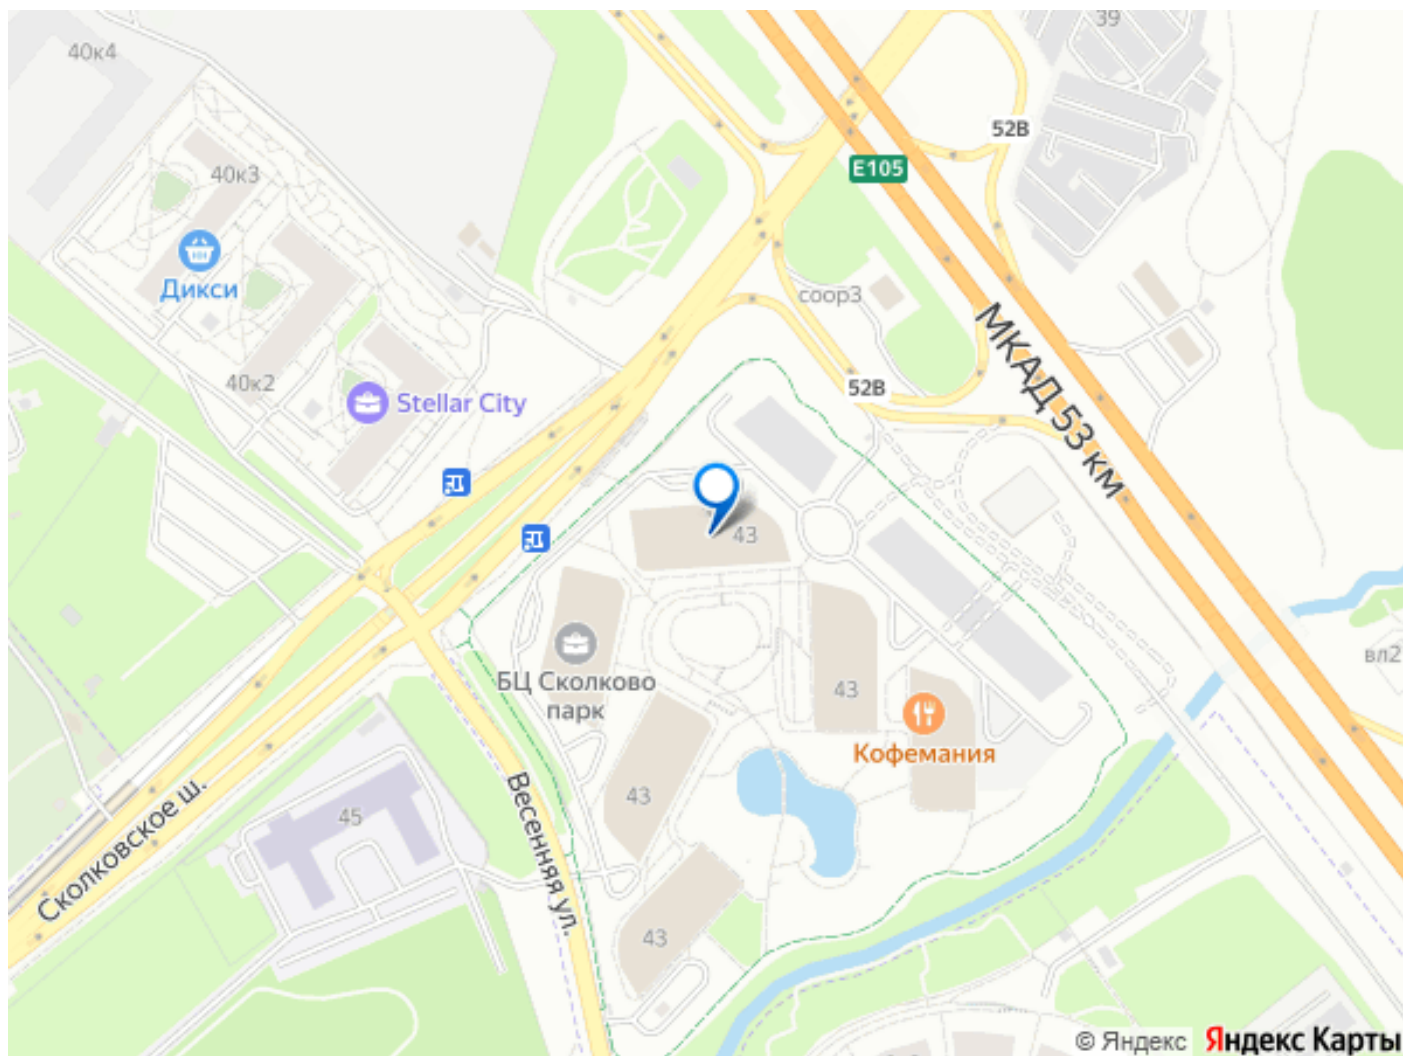 39
40к4
52В
E105
40к3
Дикси
соор3
МКАД 53 км
40к2
52В
Stellar City
43
вл2
БЦ Сколково
парк
43
Кофемания
43
Весенняя ул.
45
Сколковское ш.
43
© Яндекс Яндекс Карты